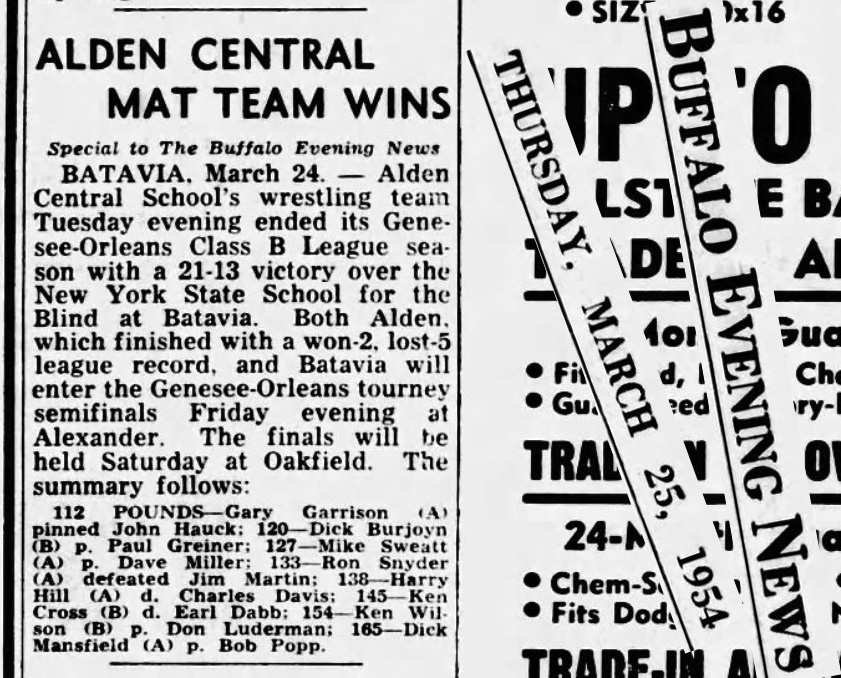 ALDEN CENTRAL
MAT TEAM WINS
Special to The Buffalo Evening News
BATAVIA, March 24. — Alden
Central School's wrestling team
Tuesday evening ended its Gene-
see-Orleans Class B League sea-
son with a 21-13 victory over the
New York State School for the
Blind at Batavia. Both Alden,
which finished with a won-2, lost-5
league record, and Batavia will
enter the Genesee-Orleans tourney
semifinals Friday evening at
Alexander. The finals will be
held Saturday at Oakfield. The
summary follows:
112 POUNDS—Gary Garrison (A)
pinned John Hauck; 120—Dick Burjoyn
(B) p. Paul Greiner; 127—Mike Sweatt
(A) p. Dave Miller; 133—Ron Snyder
(A) defeated Jim Martin; 138—Harry
Hill (A) d. Charles Davis; 145—Ken
Cross (B) d. Earl Dabb; 154—Ken Wil-
son (B) p. Don Luderman; 165—Dick
Mansfield (A) p. Bob Popp.
THURSDAY, MARCH 25, 1954
BUFFALO EVENING NEWS
• Chem-S
• Fits Dod
TRADE-IN A